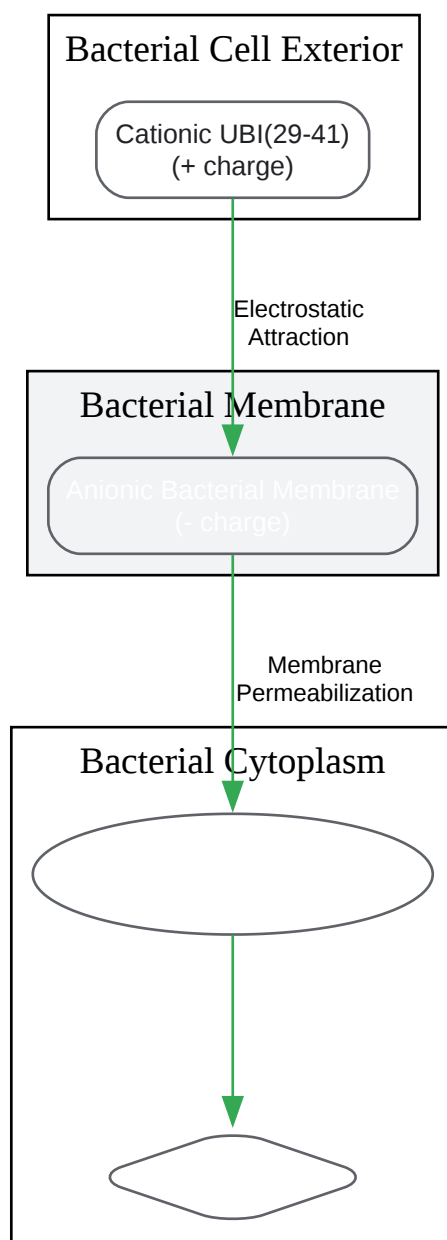 Bacterial Cell Exterior
Cationic UBI(29-41)
(+ charge)
Electrostatic
Attraction
Bacterial Membrane
Anionic Bacterial Membrane
(- charge)
Membrane
Permeabilization
Bacterial Cytoplasm